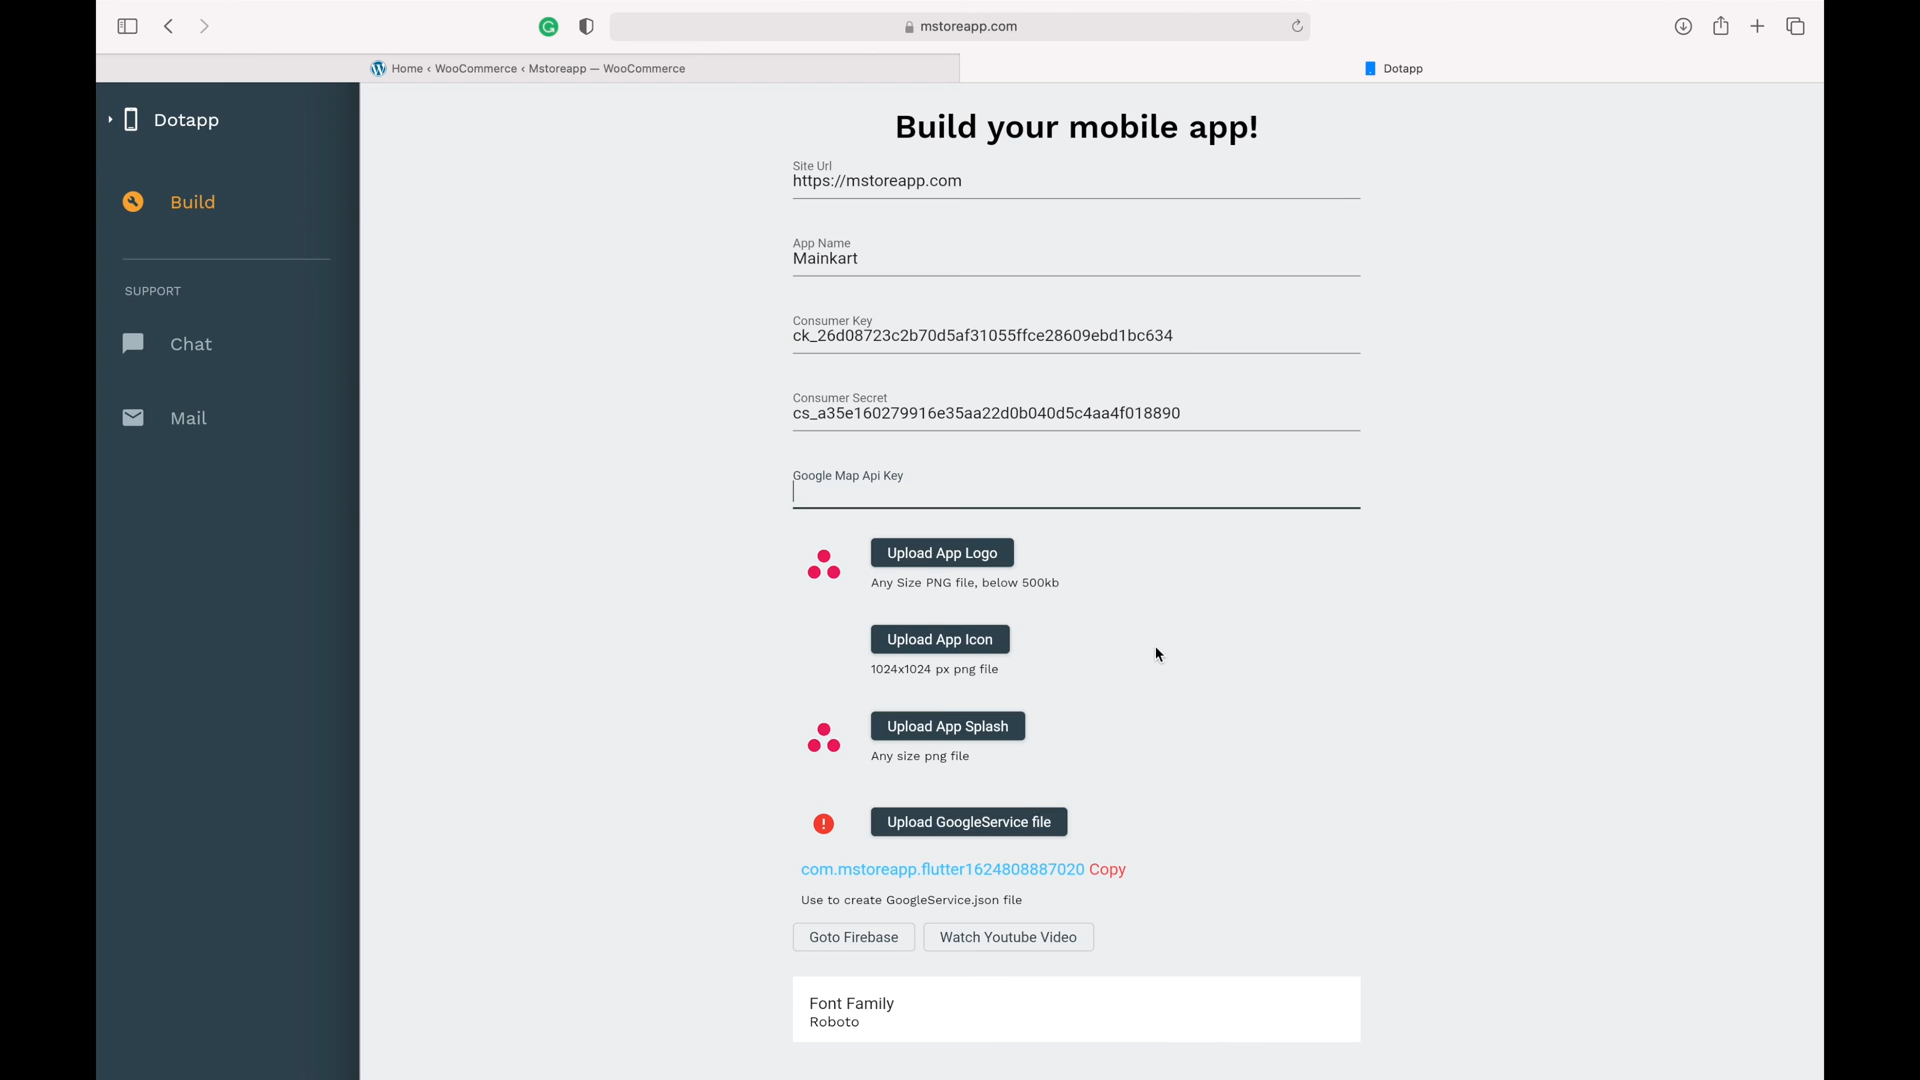 mstoreapp.com
Home ‹ WooCommerce ‹ Mstoreapp — WooCommerce
Dotapp
Dotapp
Build
SUPPORT
Chat
Mail
Build your mobile app!
Site Url
https://mstoreapp.com
App Name
Mainkart
Consumer Key
ck_26d08723c2b70d5af31055ffce28609ebd1bc634
Consumer Secret
cs_a35e160279916e35aa22d0b040d5c4aa4f018890
Google Map Api Key
Upload App Logo
Any Size PNG file, below 500kb
Upload App Icon
1024x1024 px png file
Upload App Splash
Any size png file
Upload GoogleService file
com.mstoreapp.flutter1624808887020 Copy
Use to create GoogleService.json file
Goto Firebase
Watch Youtube Video
Font Family
Roboto